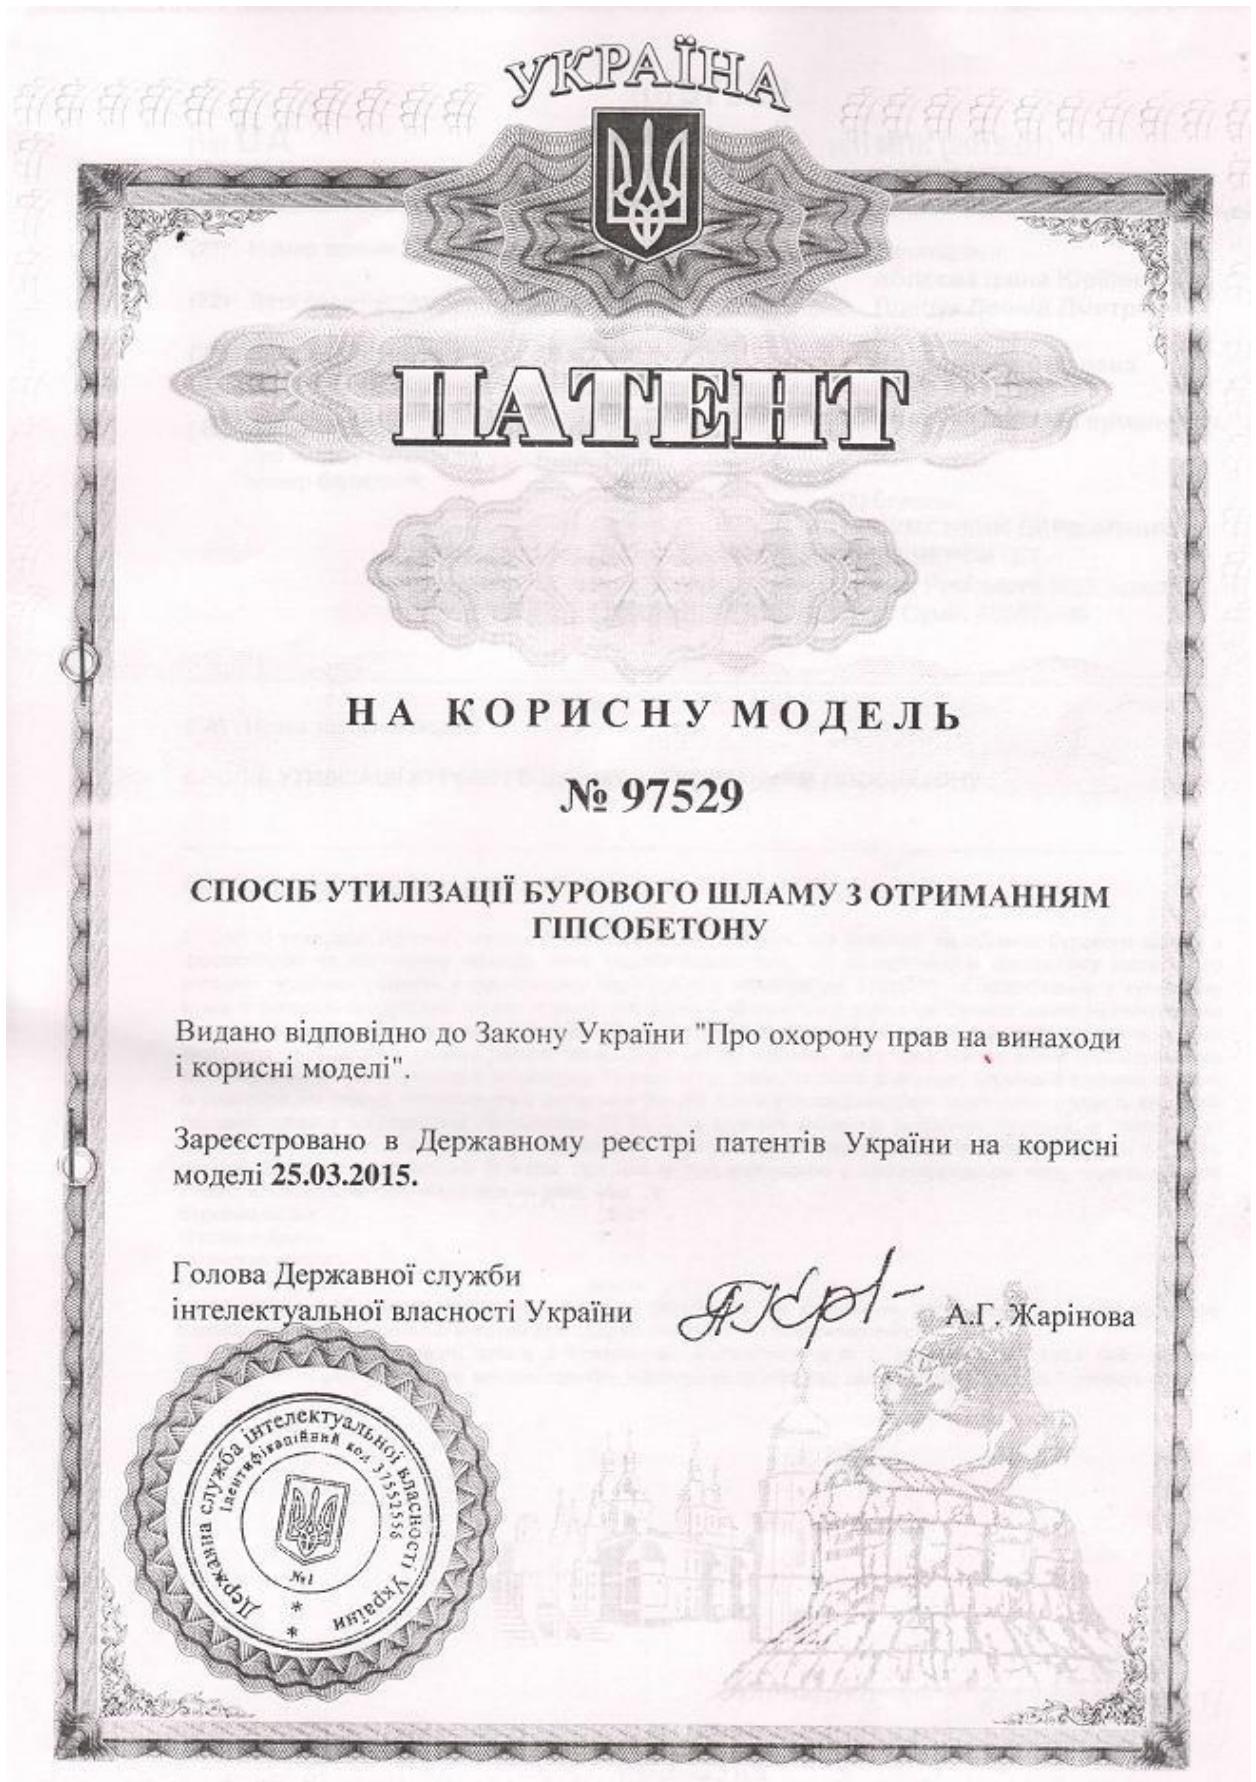 УКРАЇНА
ПАТЕНТ
НА КОРИСНУ МОДЕЛЬ
№ 97529
СПОСІБ УТИЛІЗАЦІЇ БУРОВОГО ШЛАМУ З ОТРИМАННЯМ
ГІПСОБЕТОНУ
Видано відповідно до Закону України "Про охорону прав на винаходи
і корисні моделі".
Зареєстровано в Державному реєстрі патентів України на корисні
моделі 25.03.2015.
Голова Державної служби
інтелектуальної власності України
А.Г. Жарінова
Державна служба інтелектуальної власності України
Ідентифікаційний код 37552556
№1